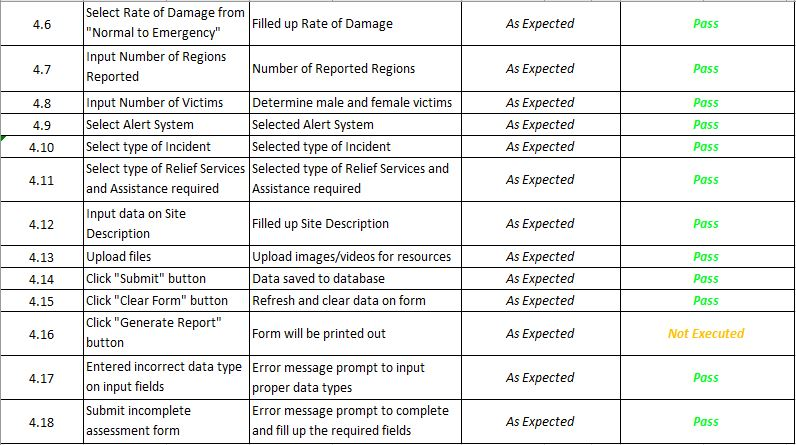 4.6 Select Rate of Damage from "Normal to Emergency" Filled up Rate of Damage As Expected Pass
4.7 Input Number of Regions Reported Number of Reported Regions As Expected Pass
4.8 Input Number of Victims Determine male and female victims As Expected Pass
4.9 Select Alert System Selected Alert System As Expected Pass
4.10 Select type of Incident Selected type of Incident As Expected Pass
4.11 Select type of Relief Services and Assistance required Selected type of Relief Services and Assistance required As Expected Pass
4.12 Input data on Site Description Filled up Site Description As Expected Pass
4.13 Upload files Upload images/videos for resources As Expected Pass
4.14 Click "Submit" button Data saved to database As Expected Pass
4.15 Click "Clear Form" button Refresh and clear data on form As Expected Pass
4.16 Click "Generate Report" button Form will be printed out As Expected Not Executed
4.17 Entered incorrect data type on input fields Error message prompt to input proper data types As Expected Pass
4.18 Submit incomplete assessment form Error message prompt to complete and fill up the required fields As Expected Pass